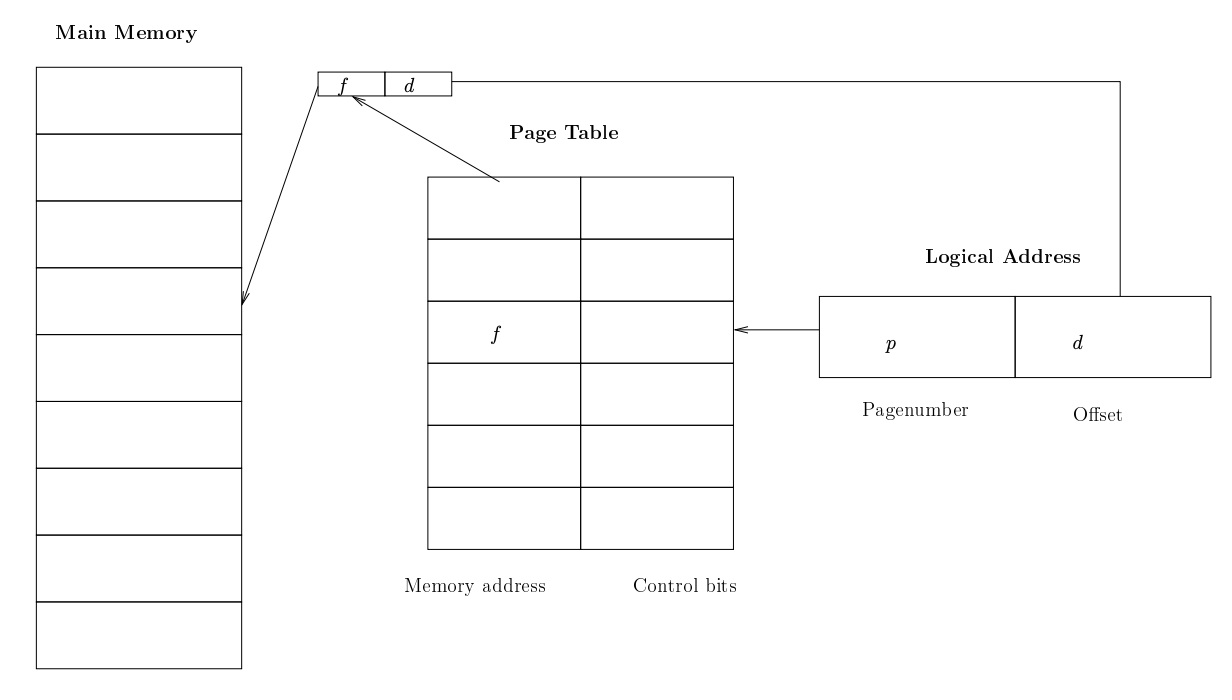 Main Memory
f d
Page Table
Logical Address
f
p d
Pagenumber
Offset
Memory address Control bits